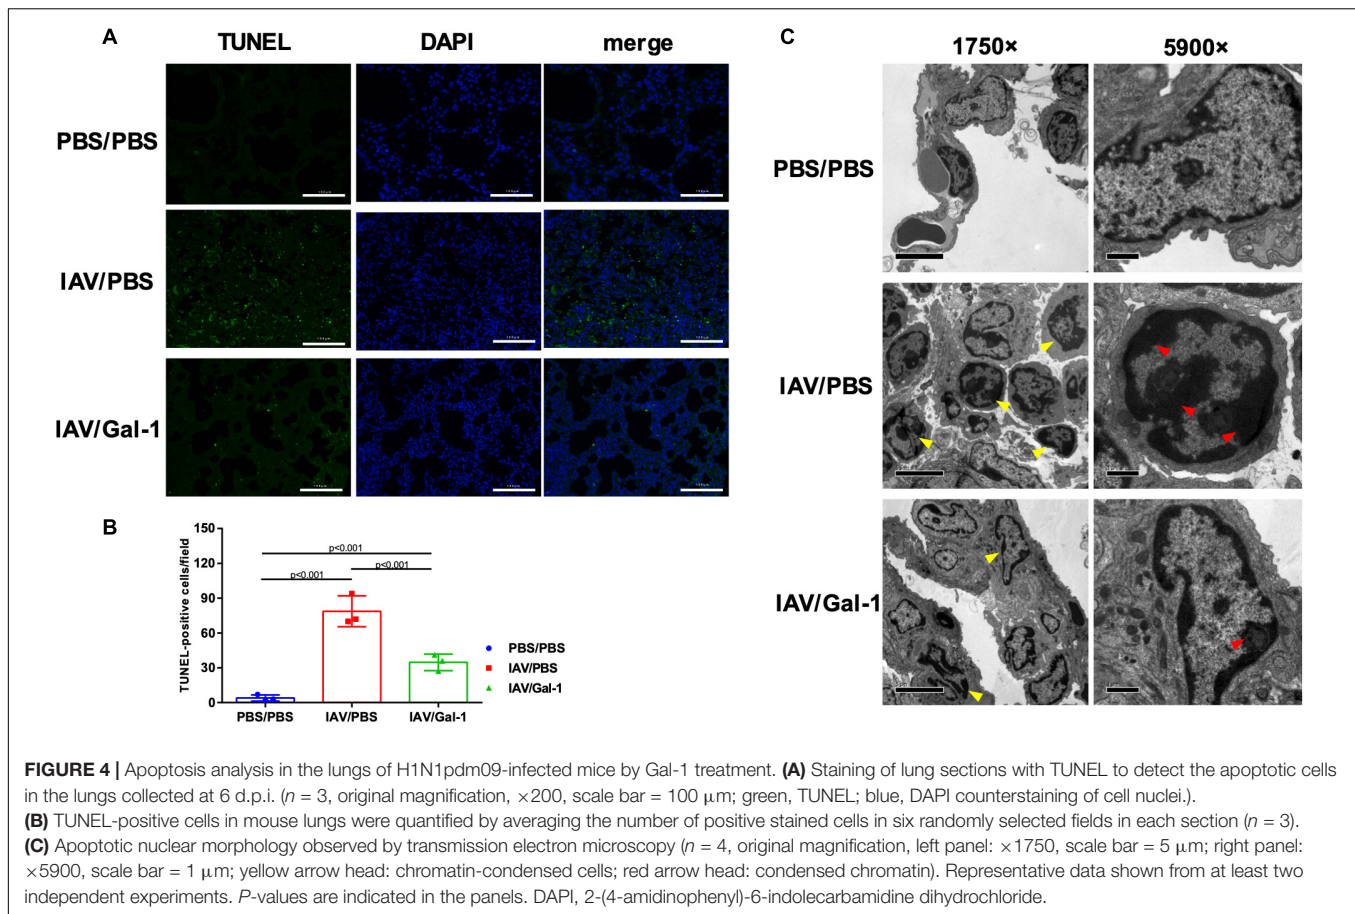 A
TUNEL
DAPI
merge
PBS/PBS
IAV/PBS
IAV/Gal-1
B
TUNEL-positive cells/field
150
120
90
60
30
0
p<0.001
p<0.001
p<0.001
PBS/PBS
IAV/PBS
IAV/Gal-1
PBS/PBS
IAV/PBS
IAV/Gal-1
C
1750×
5900×
PBS/PBS
IAV/PBS
IAV/Gal-1
FIGURE 4 | Apoptosis analysis in the lungs of H1N1pdm09-infected mice by Gal-1 treatment. (A) Staining of lung sections with TUNEL to detect the apoptotic cells
in the lungs collected at 6 d.p.i. (n = 3, original magnification, ×200, scale bar = 100 μm; green, TUNEL; blue, DAPI counterstaining of cell nuclei.).
(B) TUNEL-positive cells in mouse lungs were quantified by averaging the number of positive stained cells in six randomly selected fields in each section (n = 3).
(C) Apoptotic nuclear morphology observed by transmission electron microscopy (n = 4, original magnification, left panel: ×1750, scale bar = 5 μm; right panel:
×5900, scale bar = 1 μm; yellow arrow head: chromatin-condensed cells; red arrow head: condensed chromatin). Representative data shown from at least two
independent experiments. P-values are indicated in the panels. DAPI, 2-(4-amidinophenyl)-6-indolecarbamidine dihydrochloride.